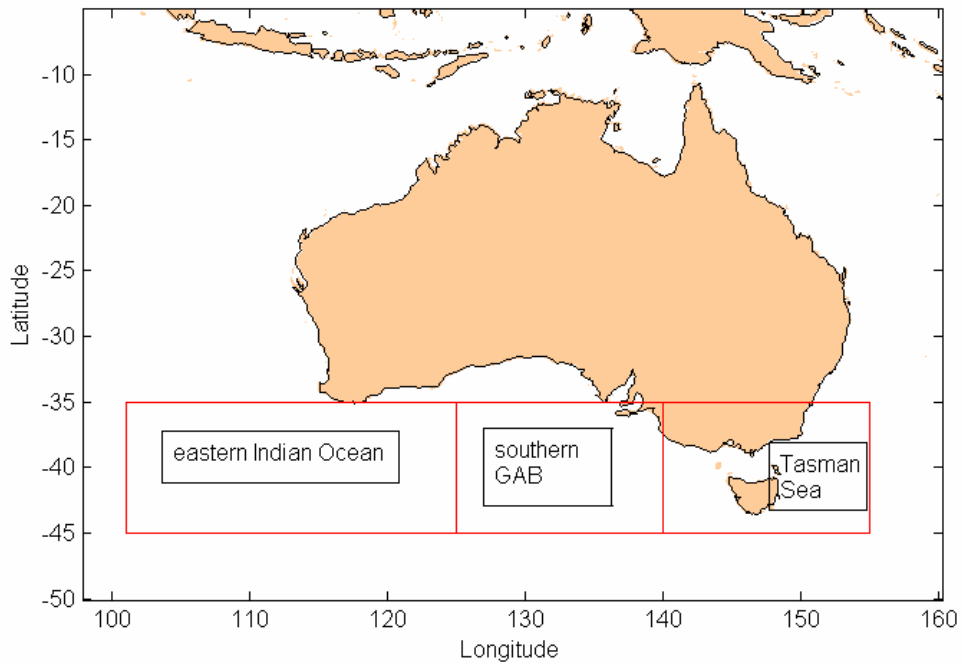 -10
-15
-20
-25
-30
-35
-40
-45
-50
Latitude
eastern Indian Ocean
southern
GAB
Tasman
Sea
100 110 120 130 140 150 160
Longitude